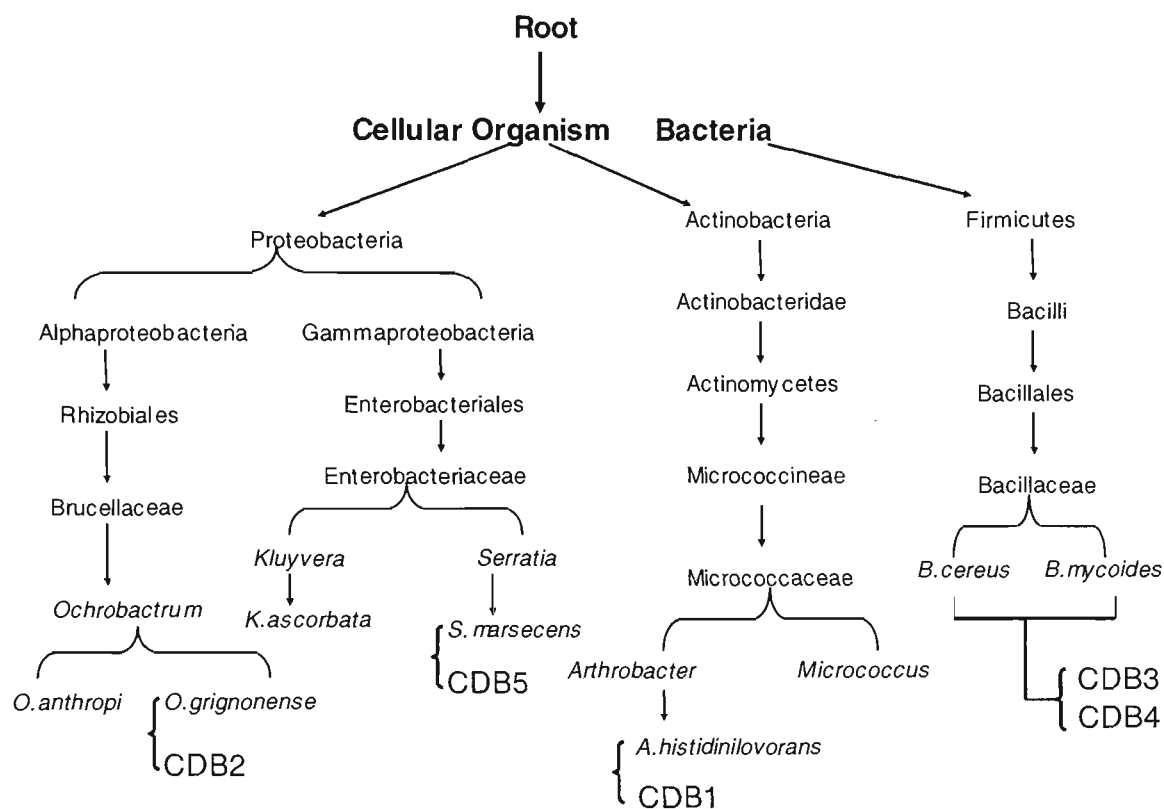 Root
Cellular Organism Bacteria
Proteobacteria
Actinobacteria
Firmicutes
Alphaproteobacteria
Gammaproteobacteria
Actinobacteridae
Bacilli
Rhizobiales
Enterobacteriales
Actinomycetes
Bacillales
Brucellaceae
Enterobacteriaceae
Micrococcineae
Bacillaceae
Ochrobactrum
Kluyvera
Serratia
Micrococcaceae
B.cereus
B.mycoides
K.ascorbata
S.marsecens
CDB5
Arthrobacter
Micrococcus
CDB3
CDB4
O.anthropi
O.grignonense
CDB2
A.histidinilovorans
CDB1